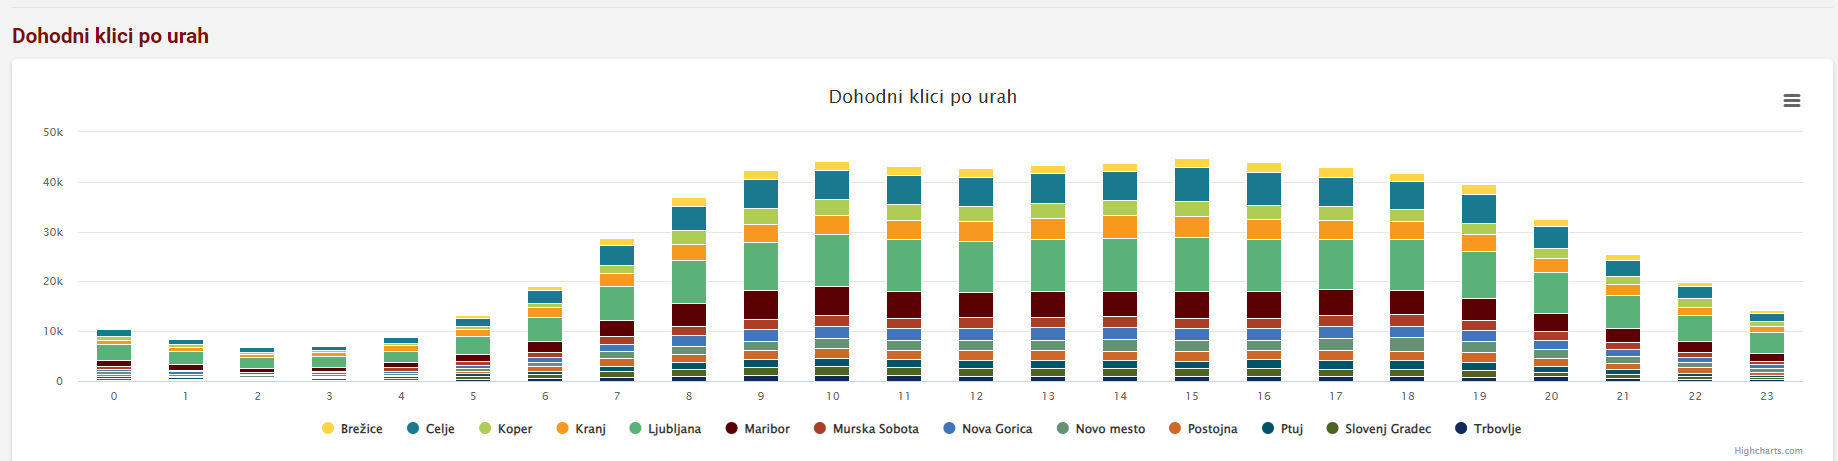 Dohodni klici po urah
Dohodni klici po urah
50k
40k
30k
20k
10k
0
0 1 2 3 4 5 6 7 8 9 10 11 12 13 14 15 16 17 18 19 20 21 22 23
Brežice Celje Koper Kranj Ljubljana Maribor Murska Sobota Nova Gorica Novo mesto Postojna Ptuj Slovenj Gradec Trbovlje
Highcharts.com